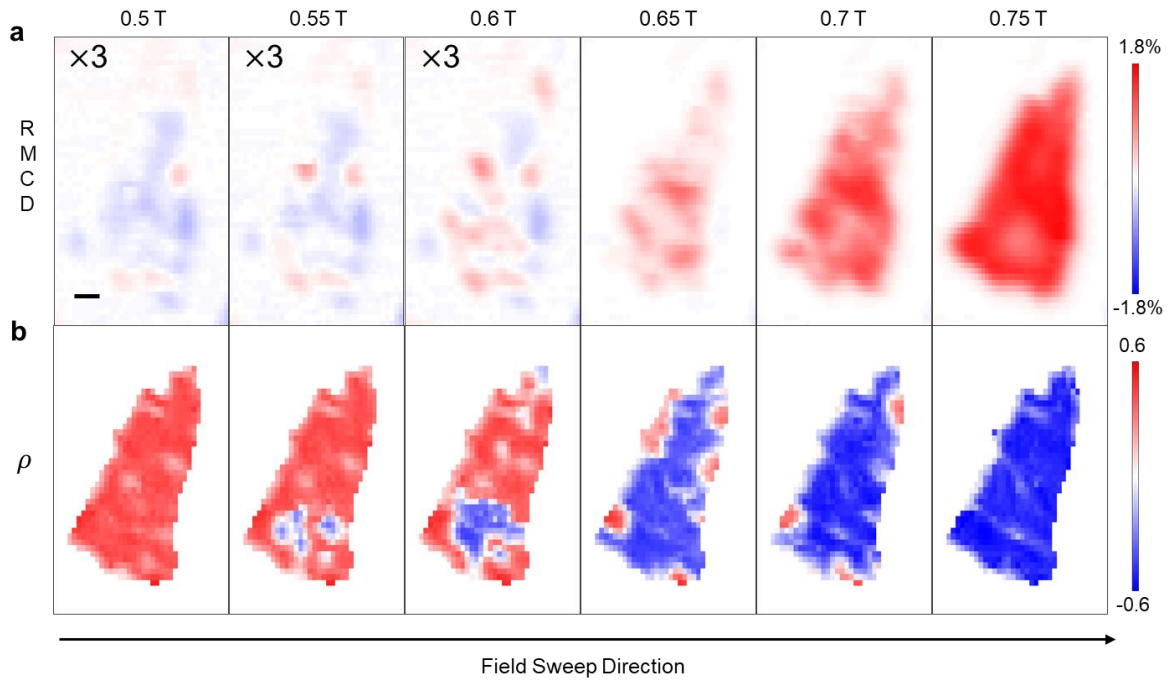 0.5 T 0.55 T 0.6 T 0.65 T 0.7 T 0.75 T
a
×3 ×3 ×3
1.8%
R
M
C
D
-1.8%
b
0.6
ρ
-0.6
Field Sweep Direction